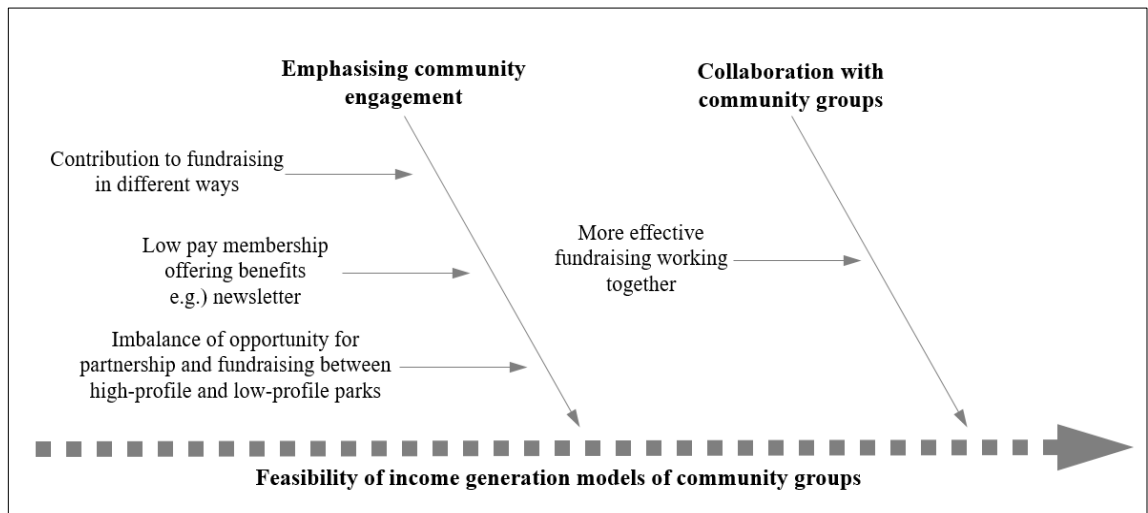 Emphasising community
engagement
Collaboration with
community groups
Contribution to fundraising
in different ways
Low pay membership
offering benefits
e.g.) newsletter
More effective
fundraising working
together
Imbalance of opportunity for
partnership and fundraising between
high-profile and low-profile parks
Feasibility of income generation models of community groups